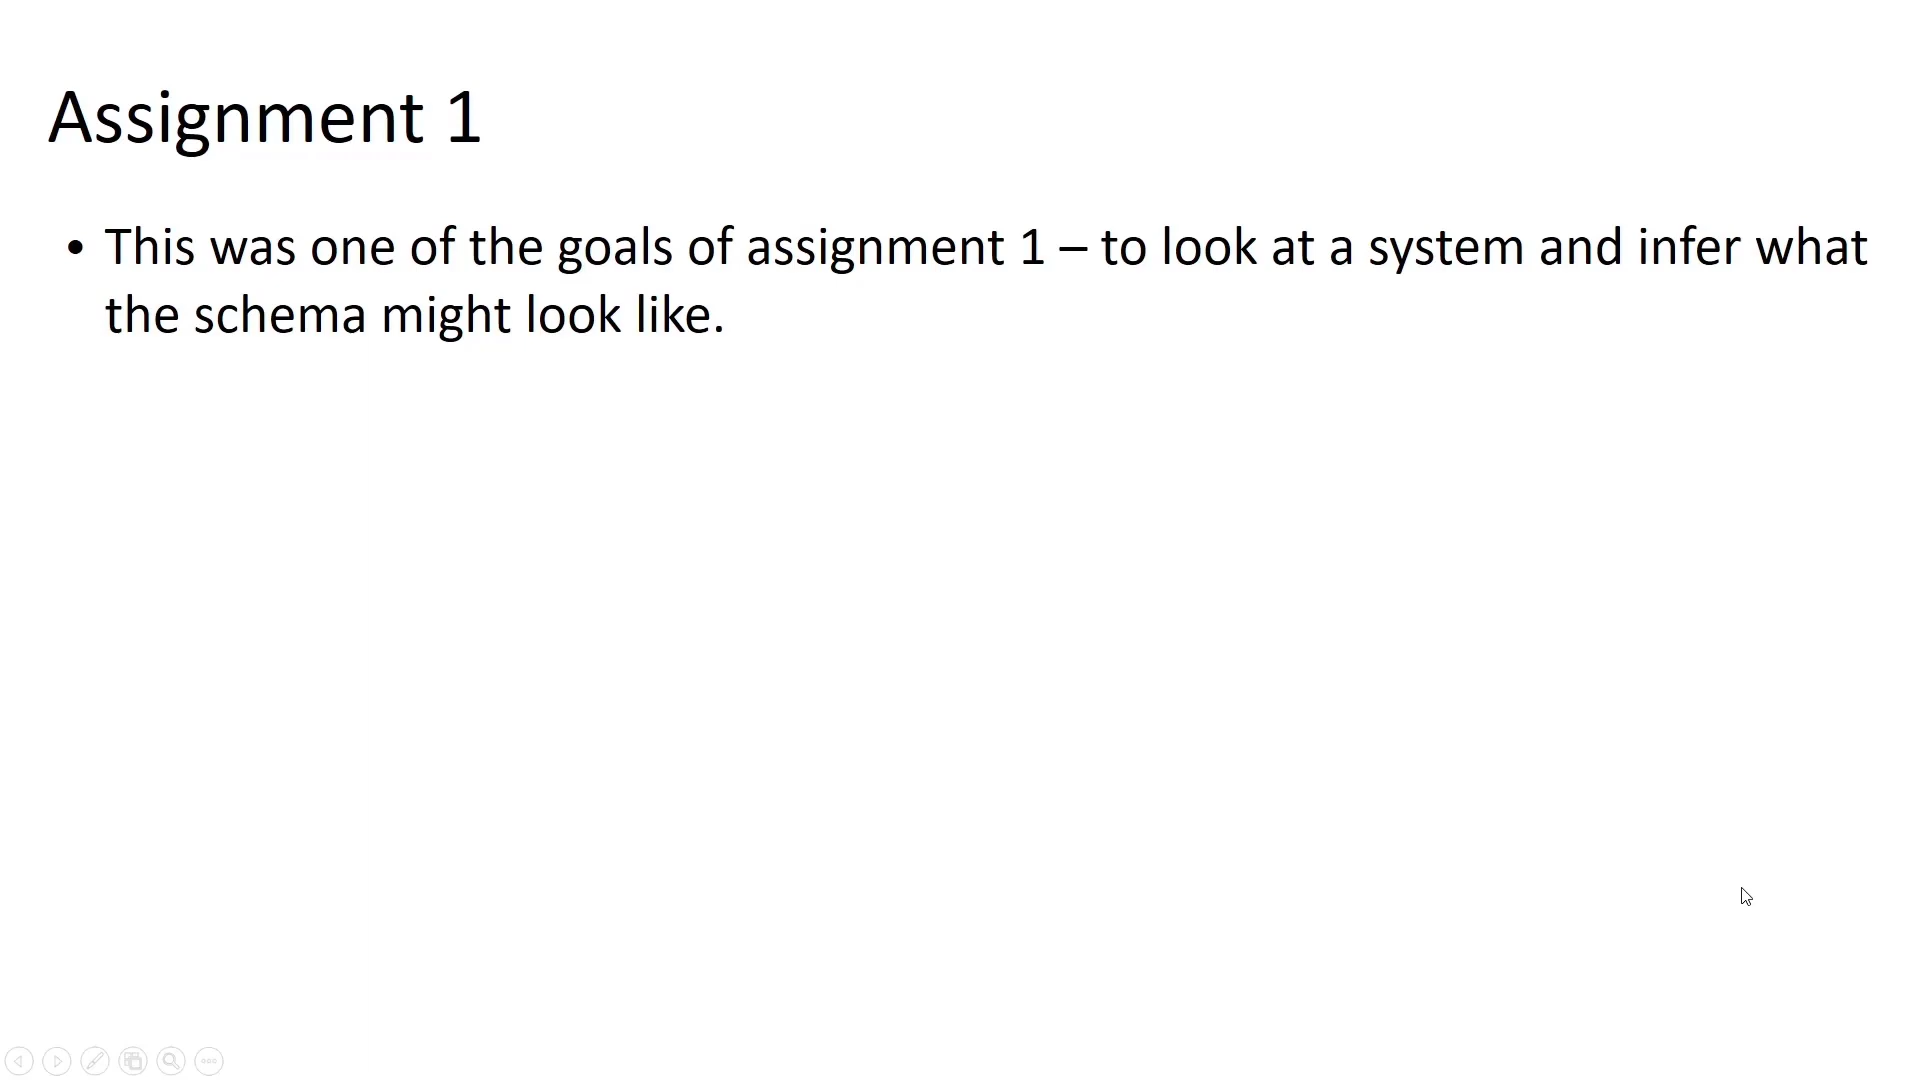 Assignment 1
• This was one of the goals of assignment 1 – to look at a system and infer what
the schema might look like.